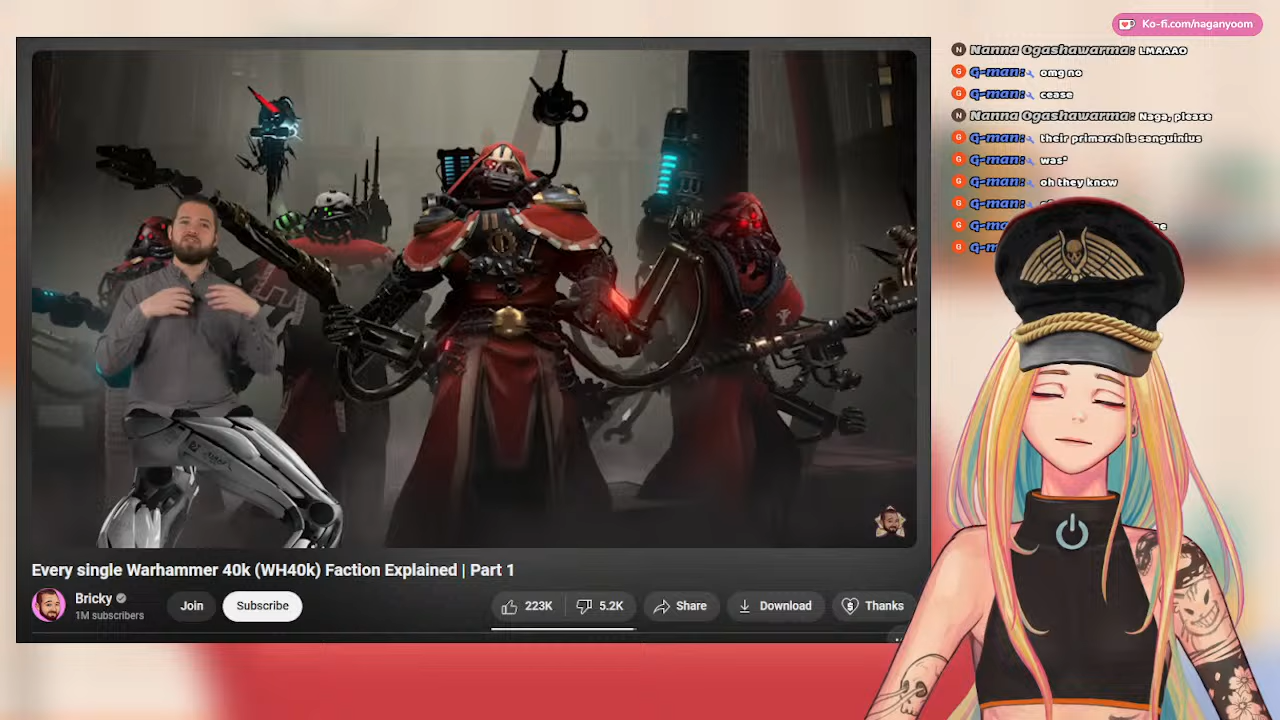 Ko-fi.com/naganyoom
Nanna Ogashawarma: LMAAAO
G-man: omg no
G-man: cease
Nanna Ogashawarma: Naga, please
G-man: their primarch is sanguinius
G-man: was*
G-man: oh they know
Every single Warhammer 40k (WH40k) Faction Explained | Part 1
Bricky
1M subscribers
Join
Subscribe
223K
5.2K
Share
Download
Thanks